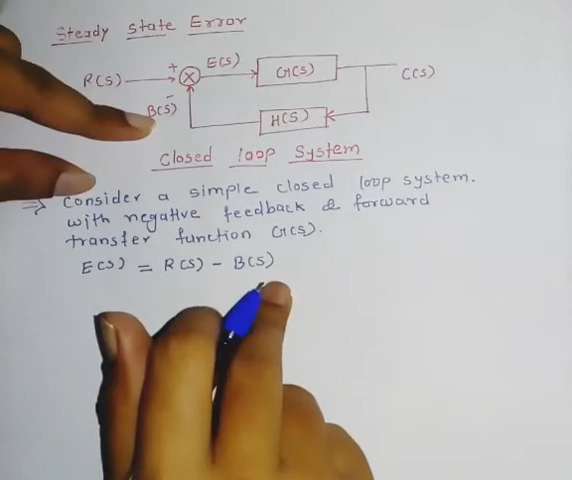 Steady state Error
R(S) + E(S) G(S) C(S)
B(S) -
H(S)
Closed loop System
⇒ Consider a simple closed loop system.
with negative feedback & forward
transfer function G(S).
E(S) = R(S) - B(S)